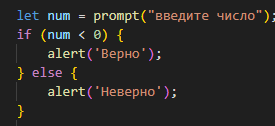 let num = prompt("введите число");
if (num < 0) {
    alert('Верно');
} else {
    alert('Неверно');
}